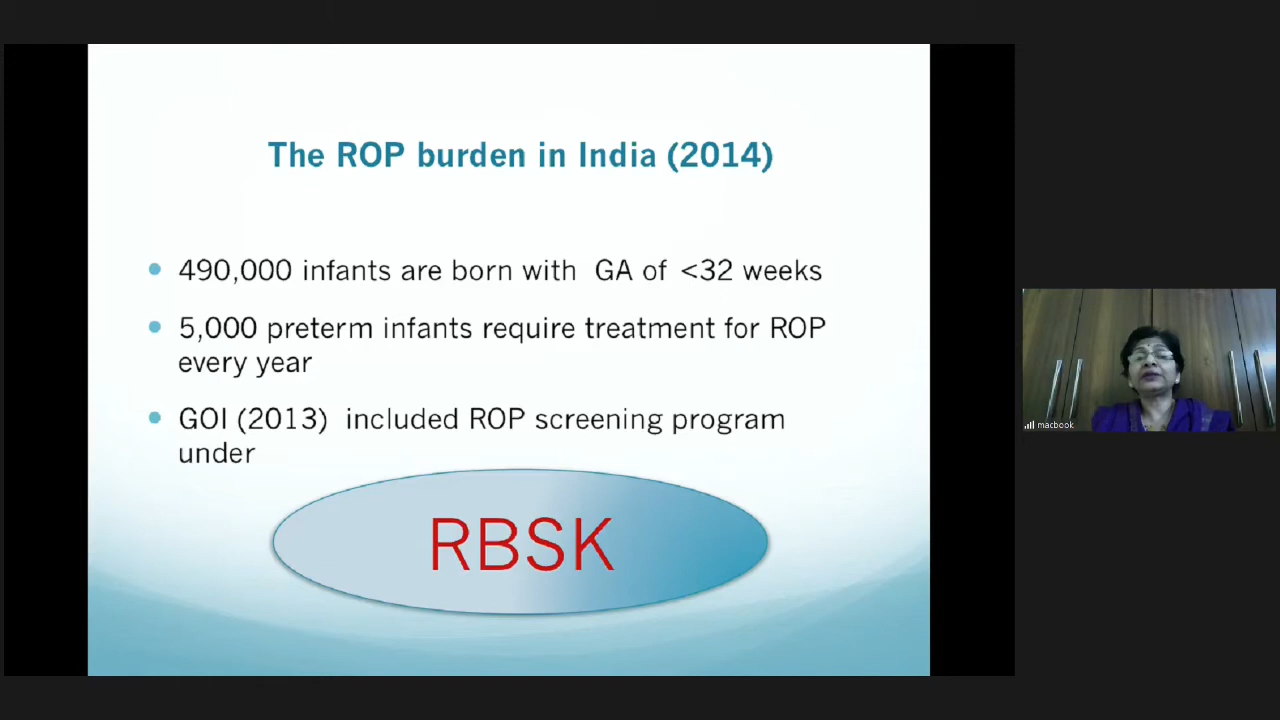 The ROP burden in India (2014)
490,000 infants are born with GA of <32 weeks
5,000 preterm infants require treatment for ROP
every year
GOI (2013) included ROP screening program
under
RBSK
macbook